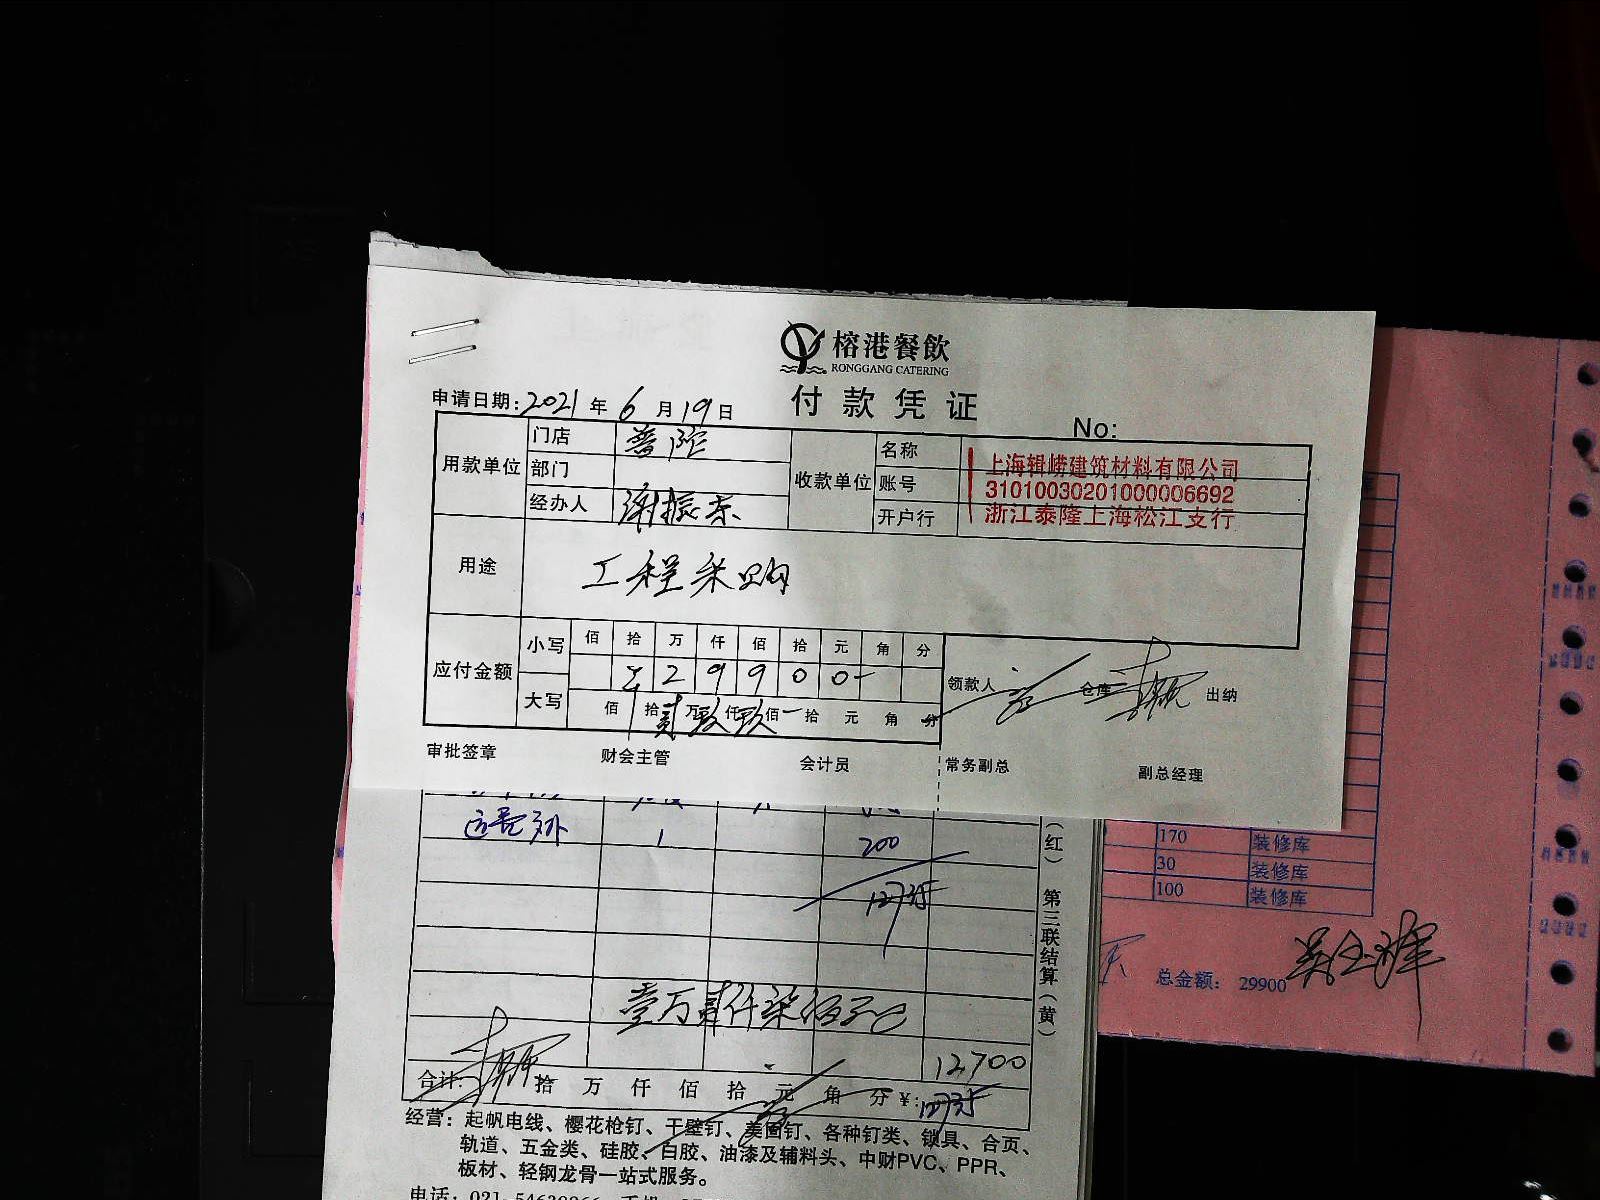 榕港餐飲
RONGGANG CATERING
付款凭证
申请日期:2021年6月19日
No:
用款单位 门店 普陀 收款单位 名称 上海辑崂建筑材料有限公司
部门 账号 31010030201000006692
经办人 谢振东 开户行 浙江泰隆上海松江支行
用途 工程采购
应付金额 小写 佰 拾 万 仟 佰 拾 元 角 分
¥ 2 9 9 0 0 -
大写 佰 拾 贰 万 玖 仟 玖 佰 拾 元 角 分
领款人 仓库 出纳
审批签章 财会主管 会计员 常务副总 副总经理
1 200
(红) 第三联结算(黄)
170 装修库
30 装修库
100 装修库
总金额: 29900
壹万贰仟柒佰
12700
合计: 拾 万 仟 佰 拾 元 角 分 ¥:
经营:起帆电线、樱花枪钉、干壁钉、美固钉、各种钉类、锁具、合页、
轨道、五金类、硅胶、白胶、油漆及辅料头、中财PVC、PPR、
板材、轻钢龙骨一站式服务。